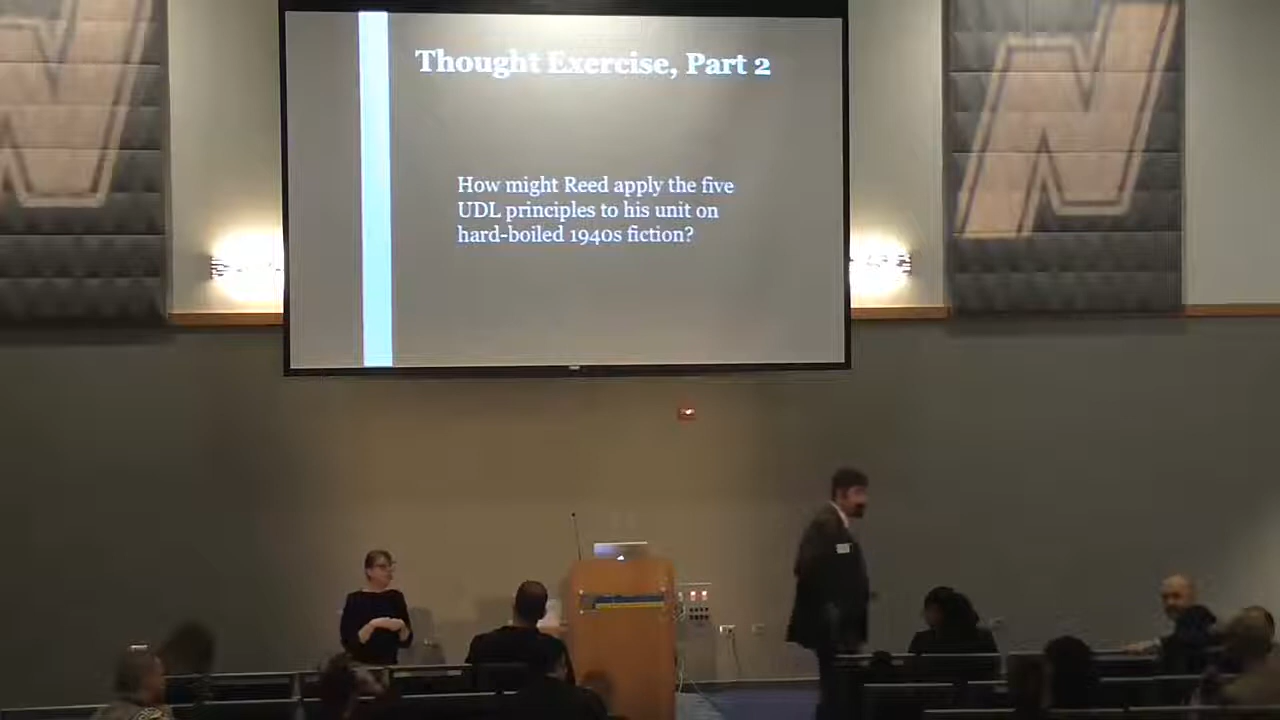 Thought Exercise, Part 2
How might Reed apply the five
UDL principles to his unit on
hard-boiled 1940s fiction?
N
N